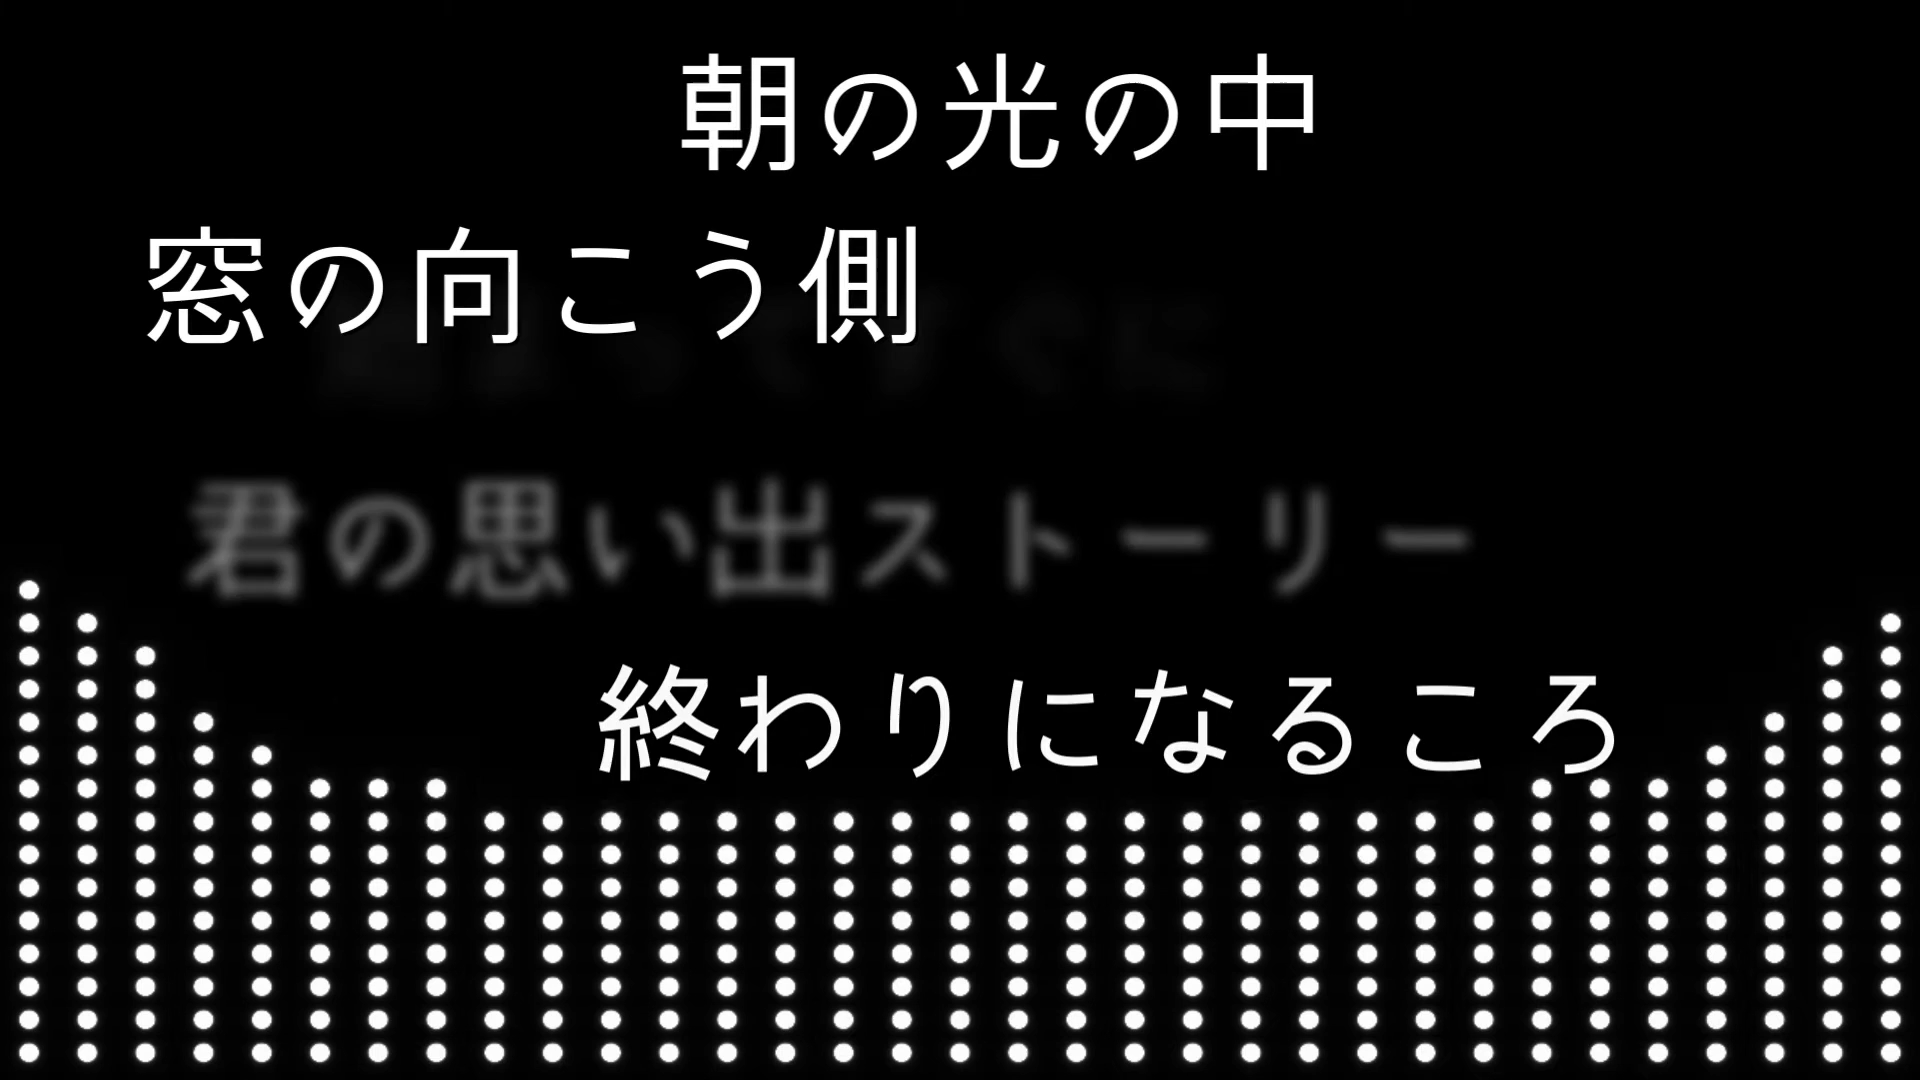 朝の光の中
窓の向こう側
君の思い出ストーリー
終わりになるころ